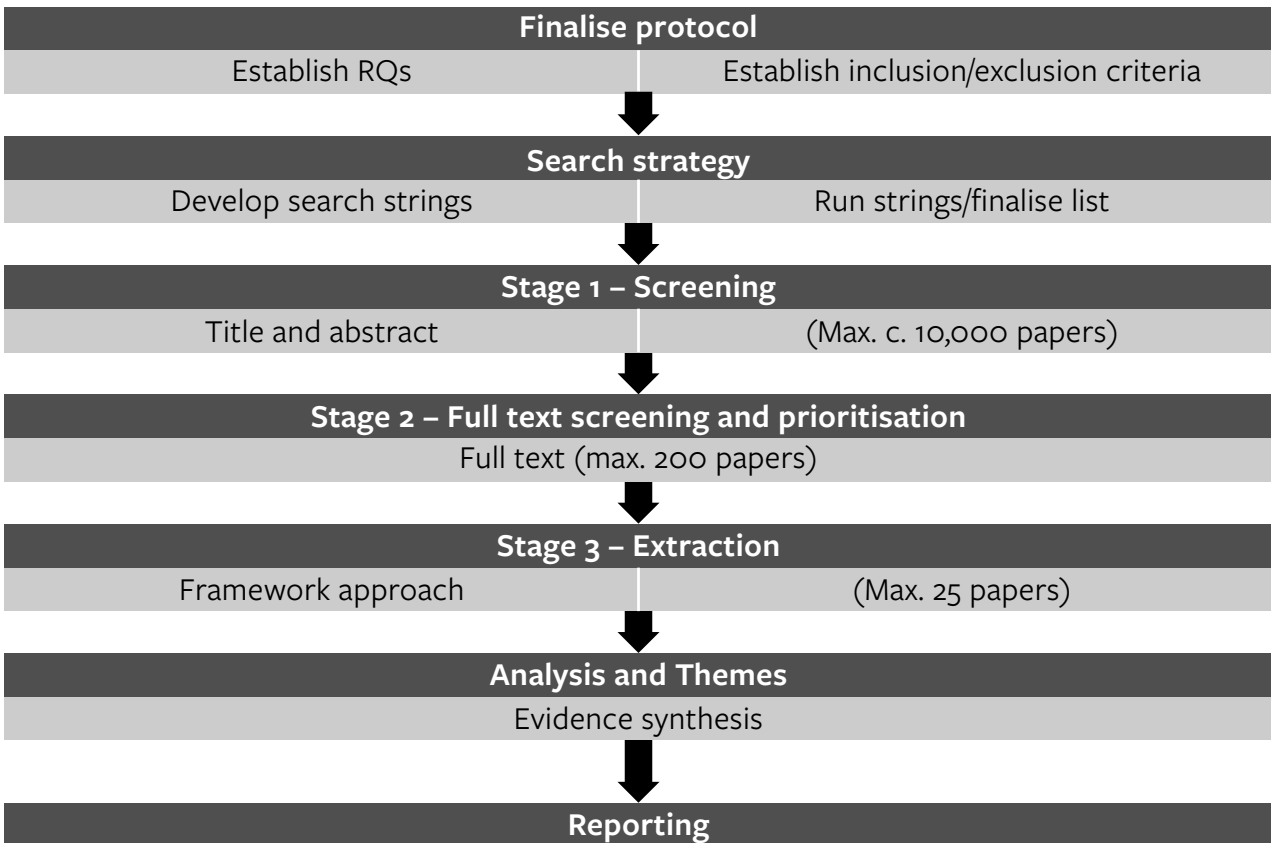 Finalise protocol
Establish RQs
Establish inclusion/exclusion criteria
Search strategy
Develop search strings
Run strings/finalise list
Stage 1 – Screening
Title and abstract
(Max. c. 10,000 papers)
Stage 2 – Full text screening and prioritisation
Full text (max. 200 papers)
Stage 3 – Extraction
Framework approach
(Max. 25 papers)
Analysis and Themes
Evidence synthesis
Reporting